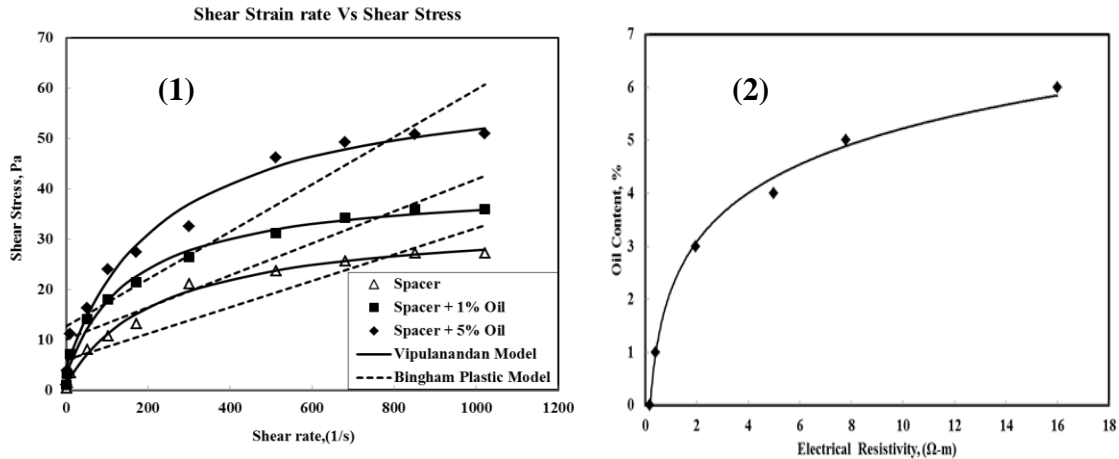 Shear Strain rate Vs Shear Stress
(1)
Shear Stress, Pa
70
60
50
40
30
20
10
0
0 200 400 600 800 1000 1200
Shear rate,(1/s)
Spacer
Spacer + 1% Oil
Spacer + 5% Oil
Vipulanandan Model
Bingham Plastic Model
(2)
Oil Content, %
7
6
5
4
3
2
1
0
0 2 4 6 8 10 12 14 16 18
Electrical Resistivity,(Ω-m)